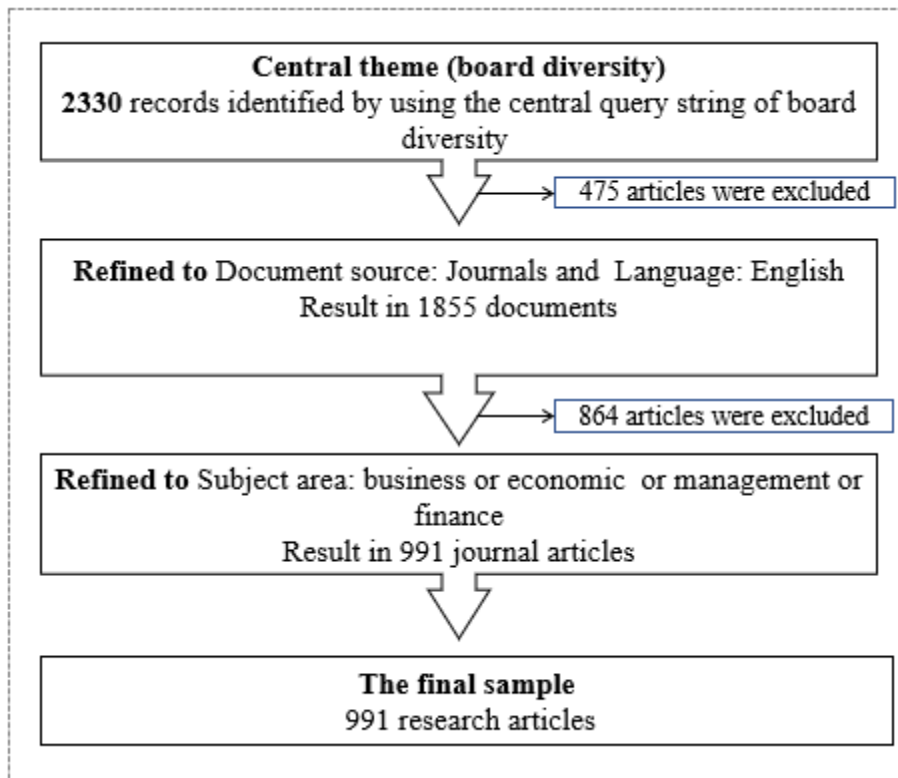 Central theme (board diversity)
2330 records identified by using the central query string of board
diversity
475 articles were excluded
Refined to Document source: Journals and Language: English
Result in 1855 documents
864 articles were excluded
Refined to Subject area: business or economic or management or
finance
Result in 991 journal articles
The final sample
991 research articles